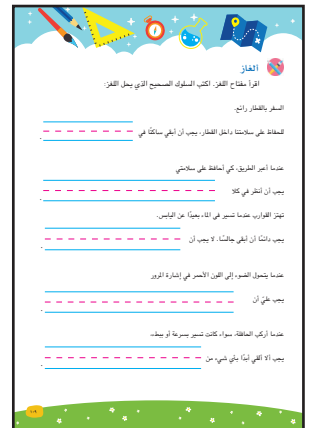 ألغاز
اقرأ مفتاح اللغز. اكتب السلوك الصحيح الذي يحل اللغز:
السفر بالقطار رائع.
للحفاظ على سلامتنا داخل القطار، يجب أن أبقي ساكنًا في
عندما أعبر الطريق، كي أحافظ على سلامتي
يجب أن أنظر في كلا
تهتز القوارب عندما تسير في الماء بعيدًا عن اليابس.
يجب دائمًا أن أبقى جالسًا. لا يجب أن
عندما يتحول الضوء إلى اللون الأحمر في إشارة المرور
يجب عليّ أن
عندما أركب الحافلة، سواء كانت تسير بسرعة أو ببطء،
يجب ألا ألقي أبدًا بأي شيء من
١٠٩